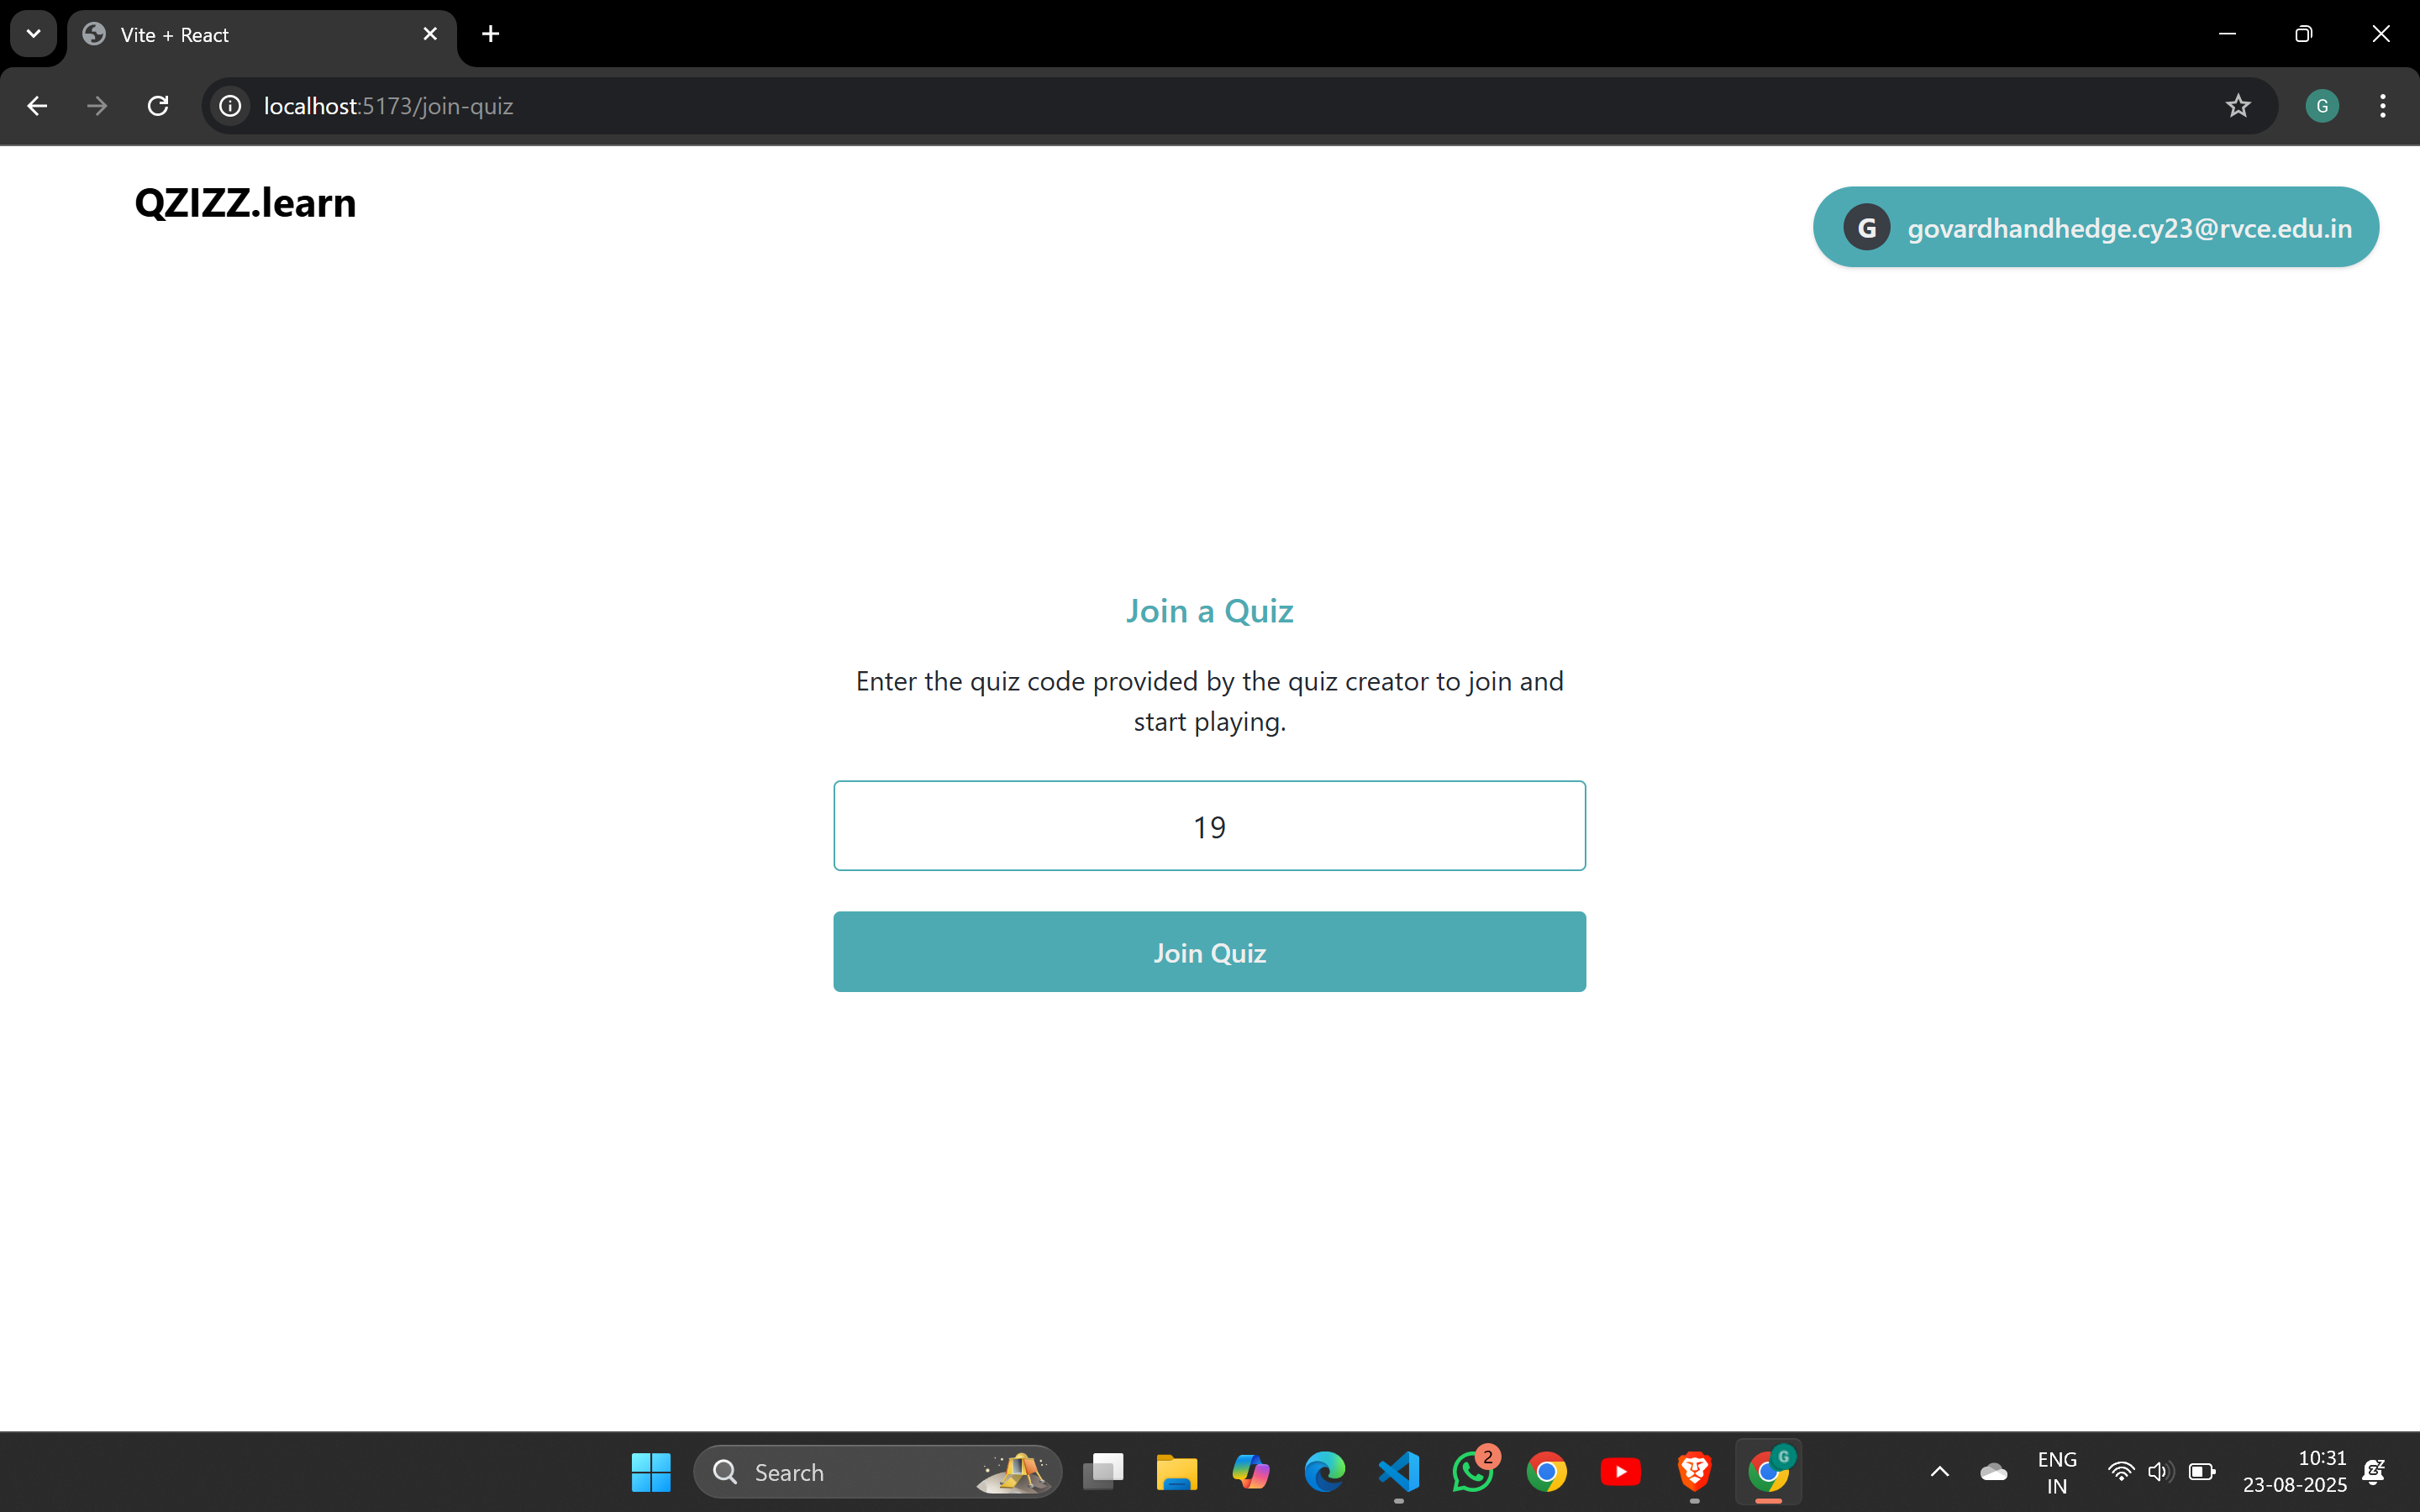 Vite + React
localhost:5173/join-quiz
G
QZIZZ.learn
G govardhandhedge.cy23@rvce.edu.in
Join a Quiz
Enter the quiz code provided by the quiz creator to join and
start playing.
19
Join Quiz
Search
2
G
ENG
IN
10:31
23-08-2025